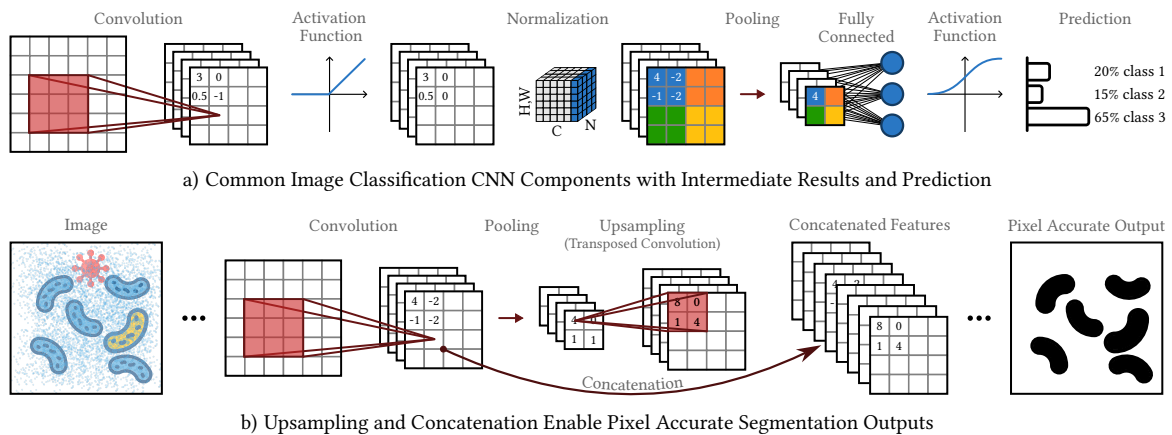 Convolution
Activation
Function
Normalization
Pooling
Fully
Connected
Activation
Function
Prediction
3 0
0.5 -1
3 0
0.5 0
H,W
C
N
4 -2
-1 -2
4
20% class 1
15% class 2
65% class 3
a) Common Image Classification CNN Components with Intermediate Results and Prediction
Image
Convolution
Pooling
Upsampling
(Transposed Convolution)
Concatenated Features
Pixel Accurate Output
...
4 -2
-1 -2
4 0
1 1
8 0
1 4
4 -2
8 0
1 4
...
Concatenation
b) Upsampling and Concatenation Enable Pixel Accurate Segmentation Outputs